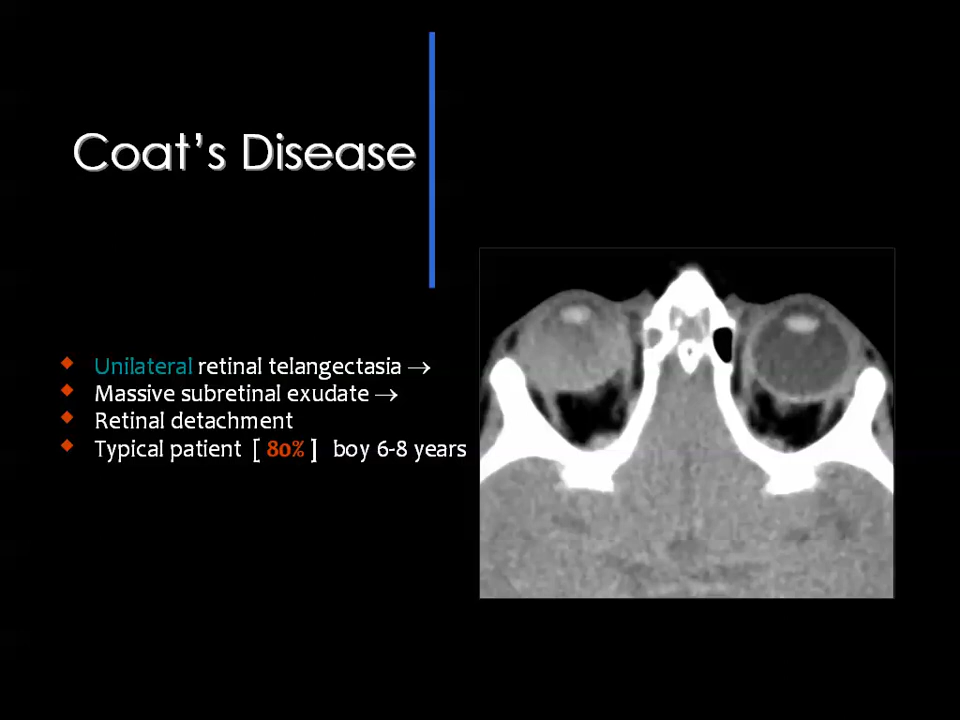 Coat's Disease
Unilateral retinal telangectasia →
Massive subretinal exudate →
Retinal detachment
Typical patient [ 80% ] boy 6-8 years